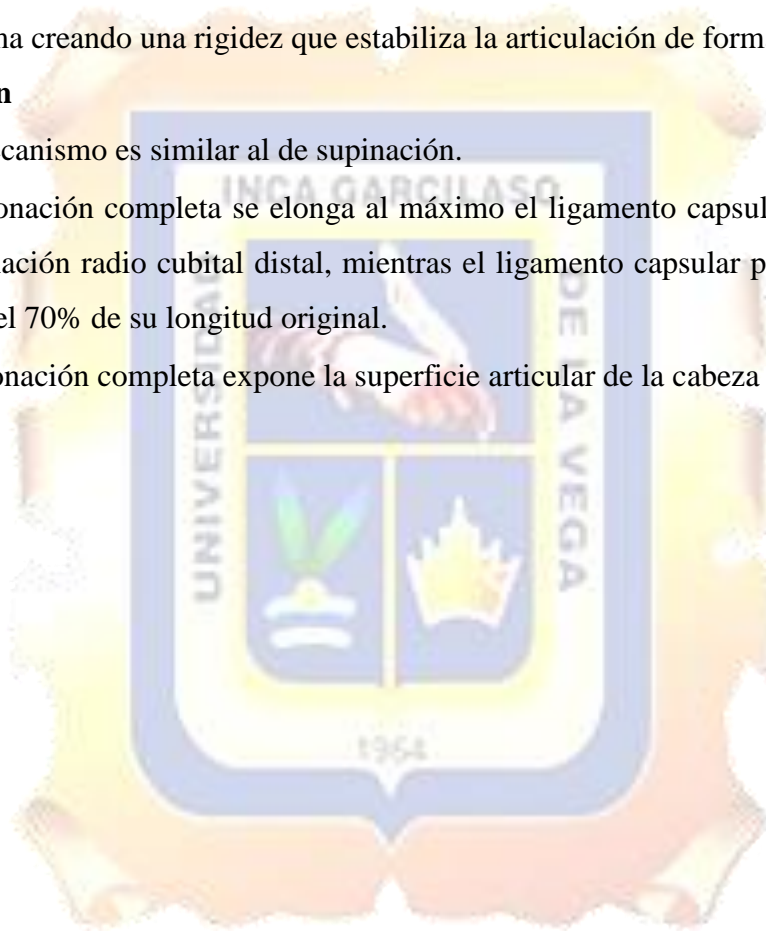 na creando una rigidez que estabiliza la articulación de form
n
canismo es similar al de supinación.
onación completa se elonga al máximo el ligamento capsul
ación radio cubital distal, mientras el ligamento capsular p
el 70% de su longitud original.
onación completa expone la superficie articular de la cabeza
INCA GARCILASO
UNIVERSIDAD
DE LA VEGA
1964